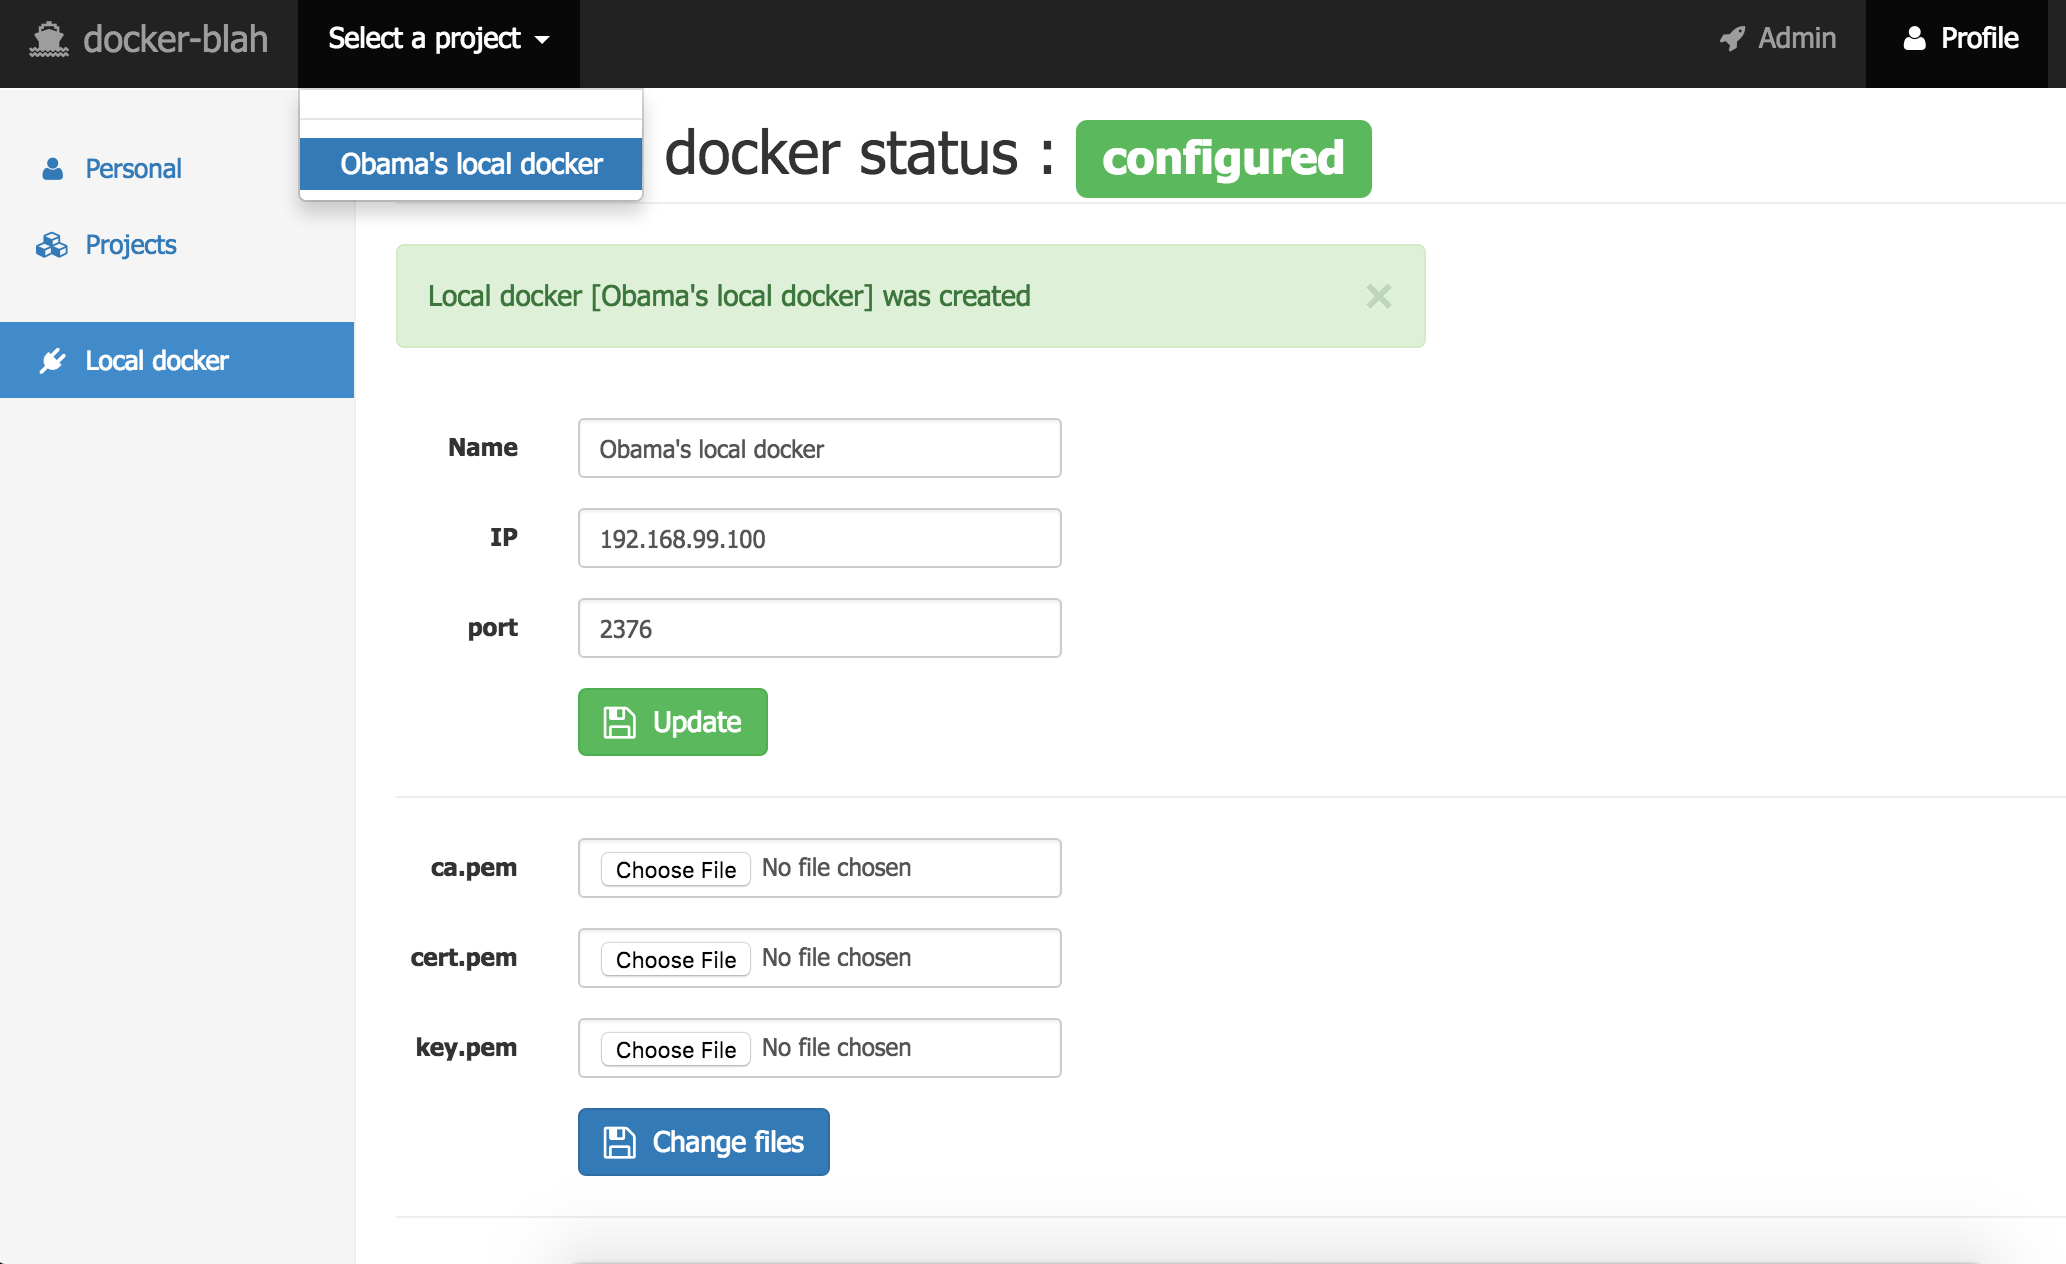 docker-blah
Select a project
Admin
Profile
Obama's local docker
docker status :
configured
Personal
Projects
Local docker
Local docker [Obama's local docker] was created
×
Name
Obama's local docker
IP
192.168.99.100
port
2376
Update
ca.pem
Choose File No file chosen
cert.pem
Choose File No file chosen
key.pem
Choose File No file chosen
Change files